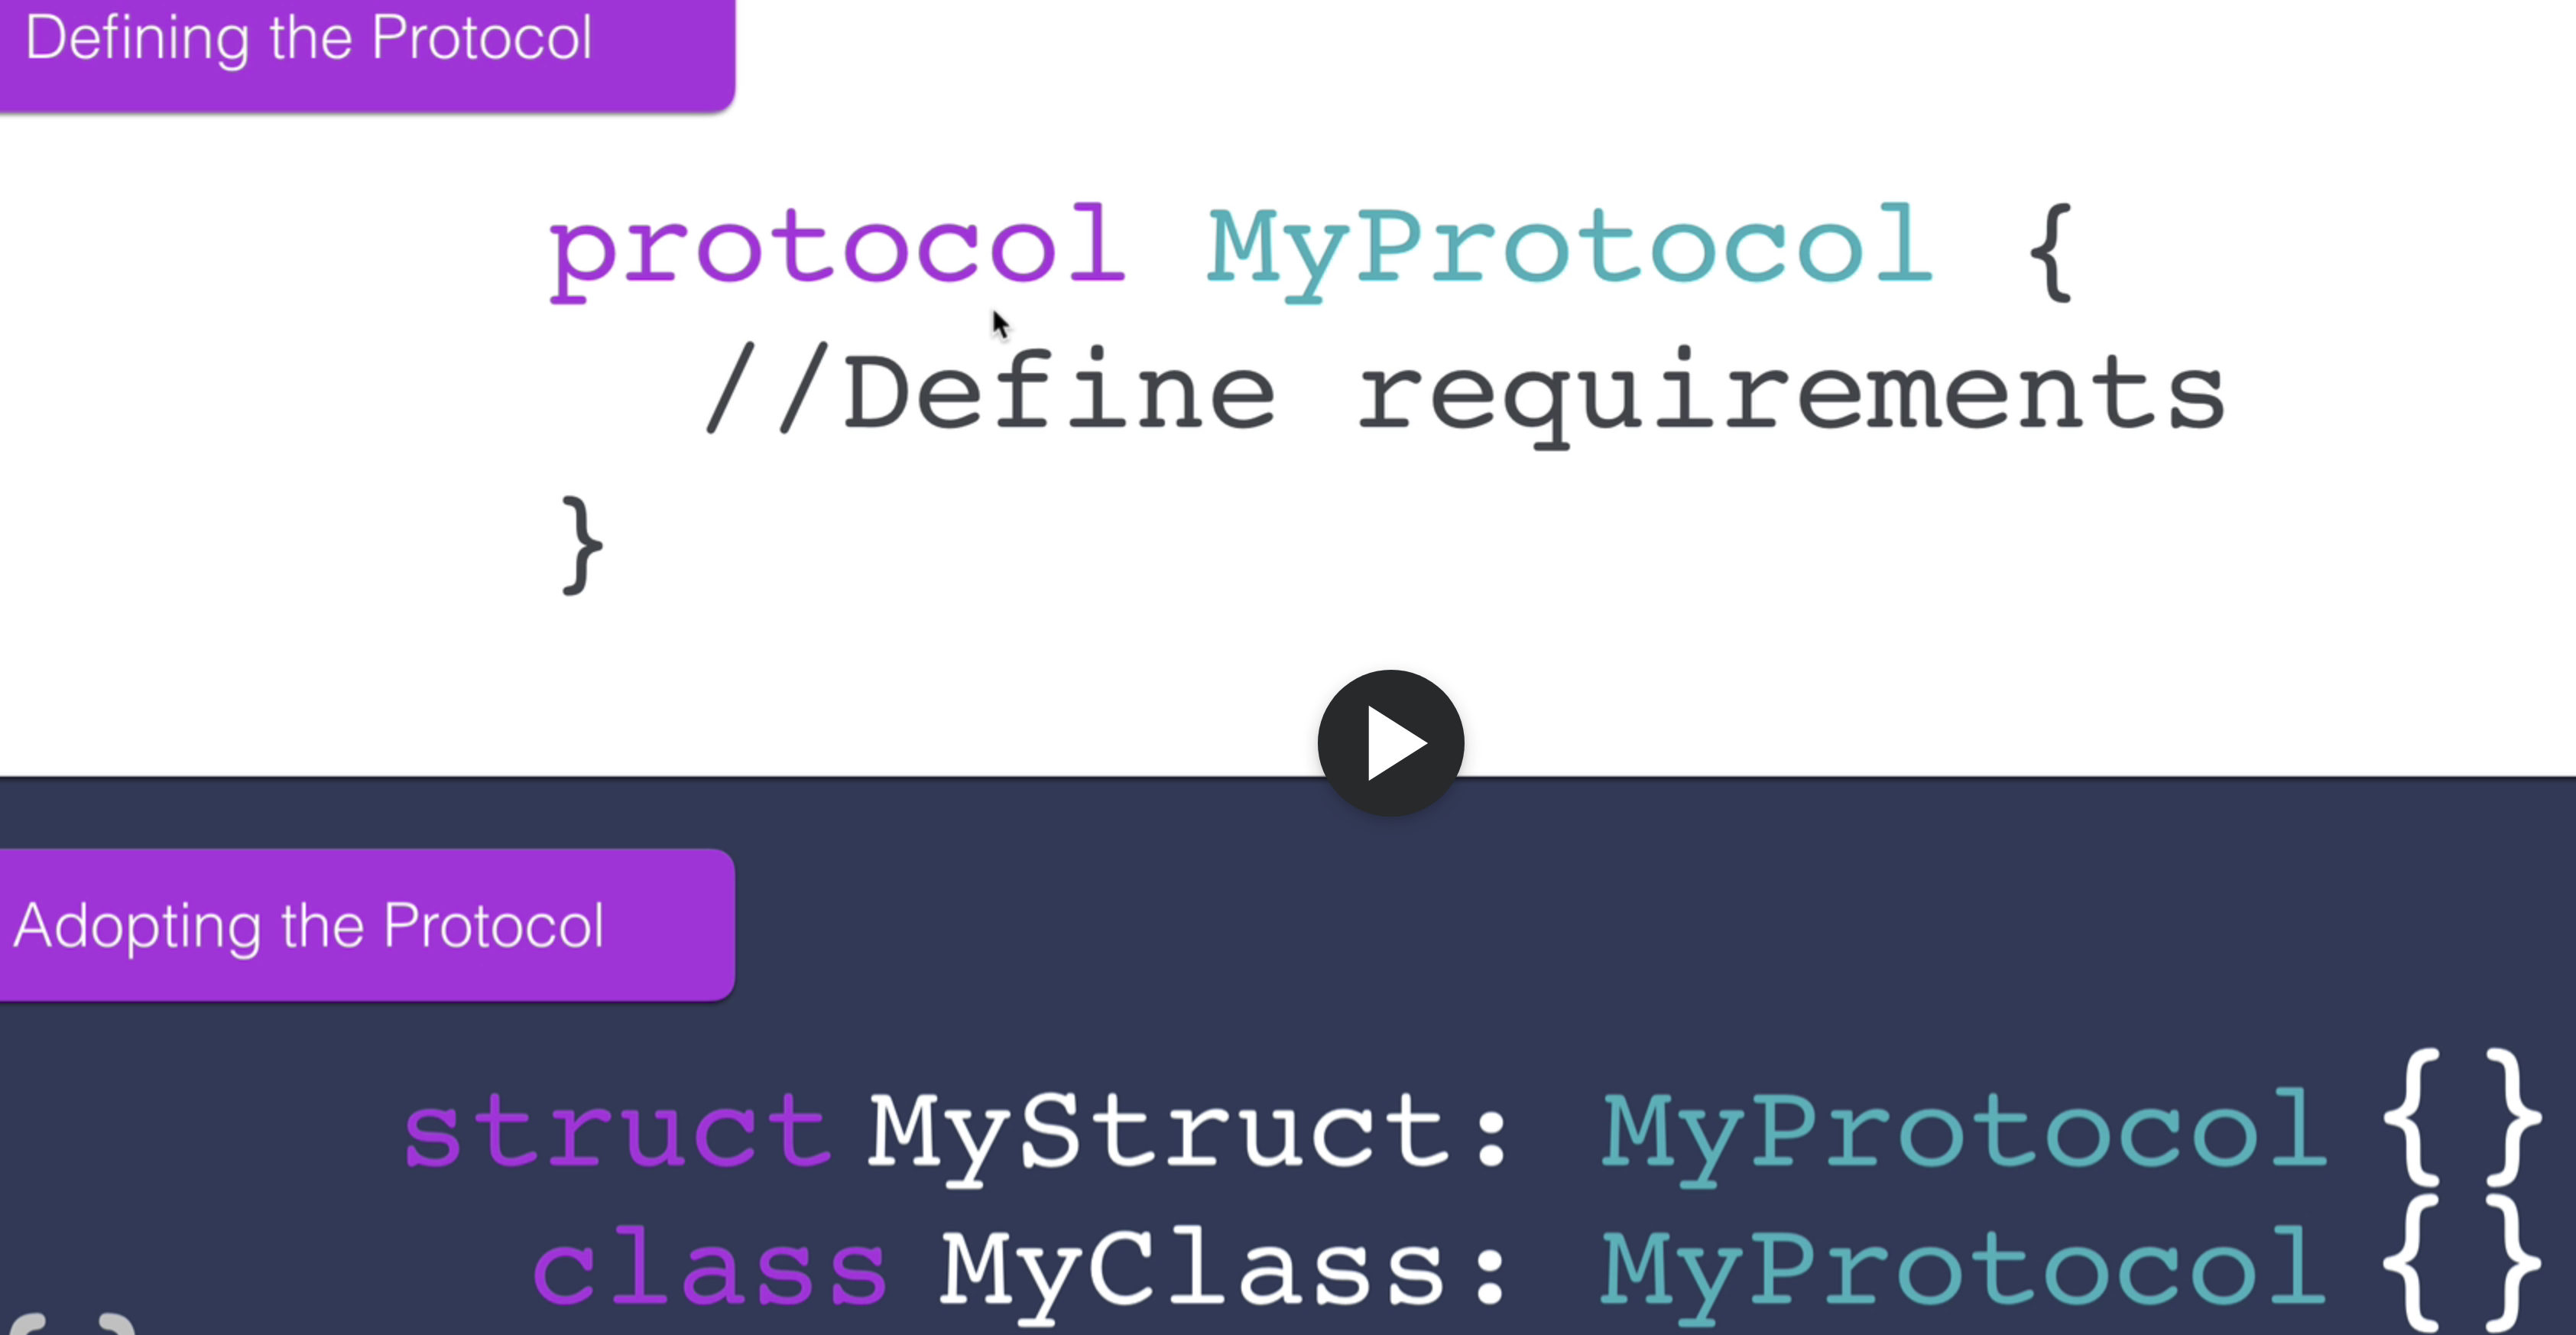 Defining the Protocol
protocol MyProtocol {
//Define requirements
}
Adopting the Protocol
struct MyStruct: MyProtocol {}
class MyClass: MyProtocol {}
{}